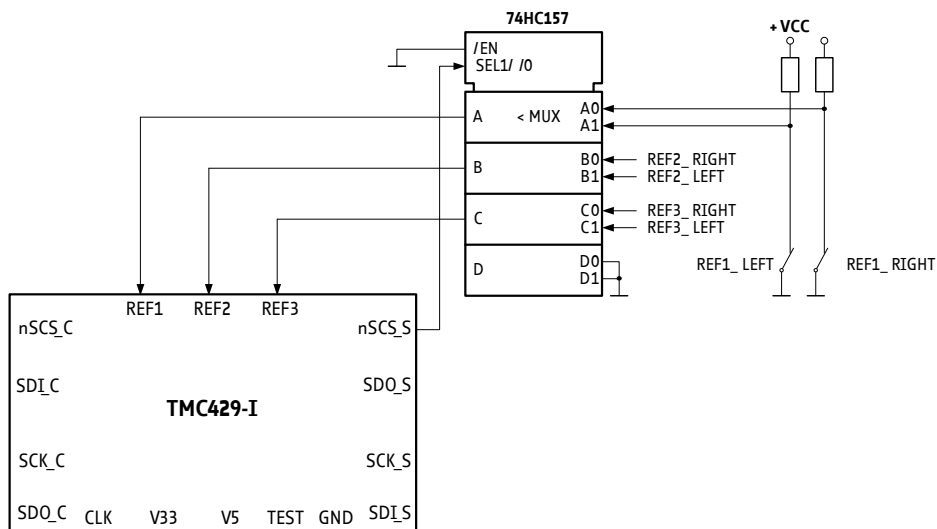 74HC157
+VCC
/EN
SEL1/ /0
A
< MUX
A0
A1
B
B0
B1
REF2_RIGHT
REF2_LEFT
C
C0
C1
REF3_RIGHT
REF3_LEFT
D
D0
D1
REF1_LEFT
REF1_RIGHT
REF1
REF2
REF3
nSCS_C
nSCS_S
SDI_C
SDO_S
TMC429-I
SCK_C
SCK_S
SDO_C
CLK
V33
V5
TEST
GND
SDI_S